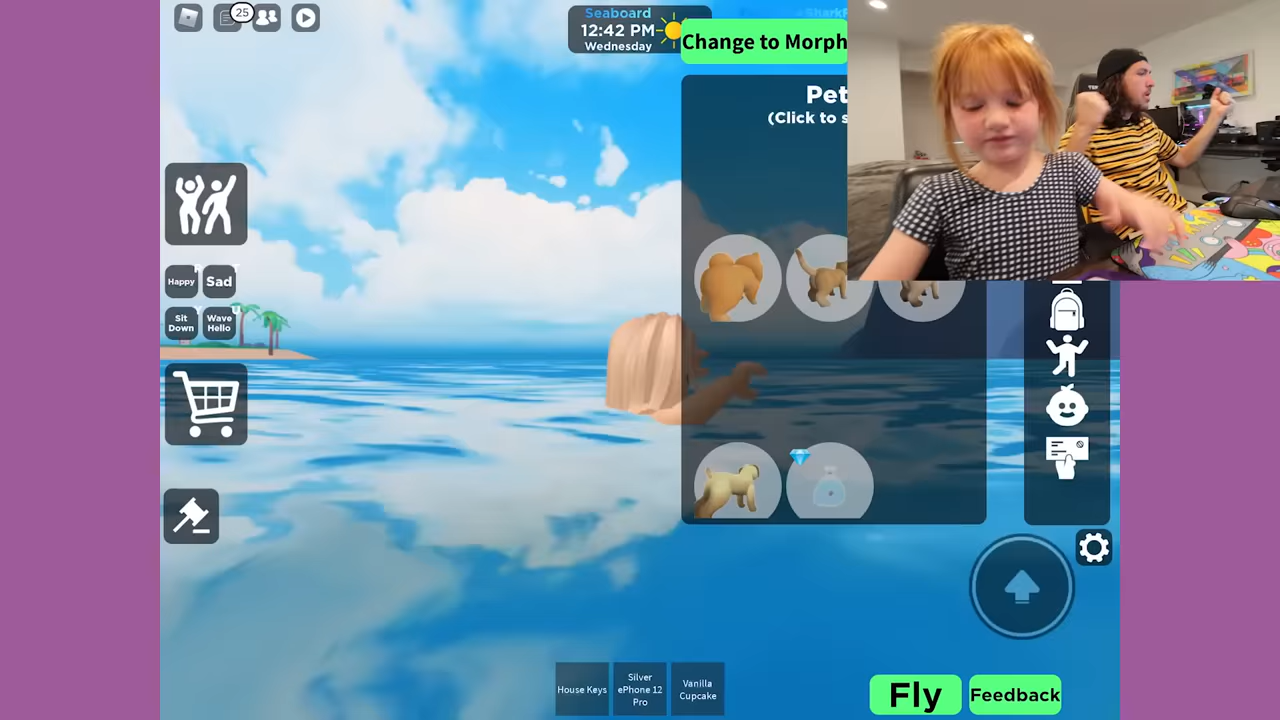 25
Seaboard
12:42 PM
Wednesday
Change to Morph
Pet
(Click to s
Happy
Sad
Sit
Down
Wave
Hello
House Keys
Silver
ePhone 12
Pro
Vanilla
Cupcake
Fly
Feedback